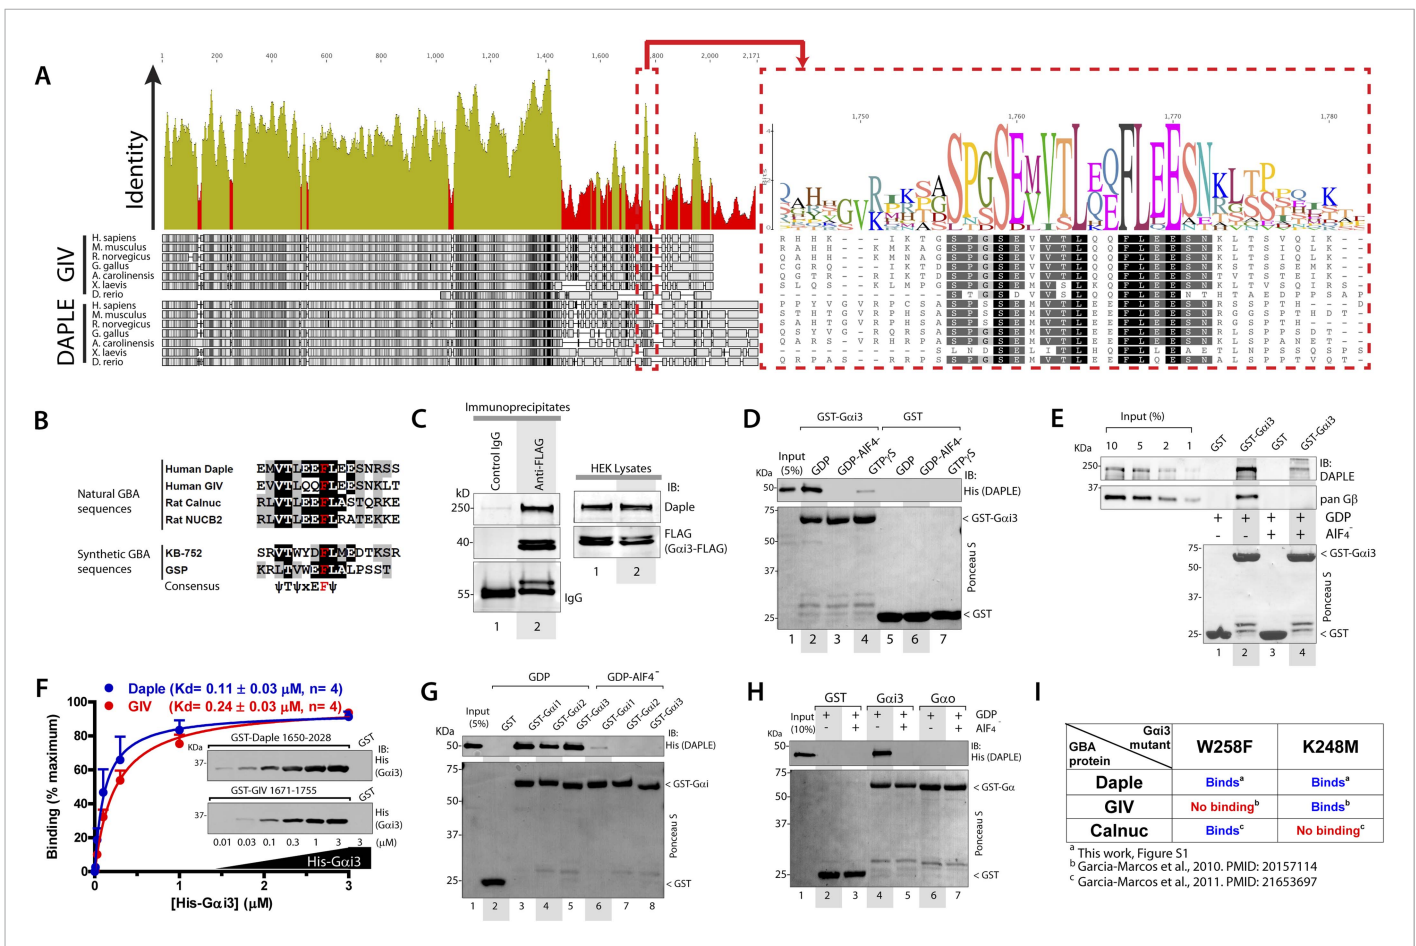 A
Identity
1 200 400 600 800 1,000 1,200 1,400 1,800 2,000 2,171
1,750 1,760 1,770 1,780
GIV
H. sapiens
M. musculus
R. norvegicus
G. gallus
A. carolinensis
X. laevis
D. rerio
DAPLE
H. sapiens
M. musculus
R. norvegicus
G. gallus
A. carolinensis
X. laevis
D. rerio
B
Natural GBA
sequences
Human Daple EMVTLEEFLEESNRSS
Human GIV EVVTLQQFLEESNKLT
Rat Calnuc RLVTLEEFLASTQRKE
Rat NUCB2 RLVTLEEFLRATEKKE
Synthetic GBA
sequences
KB-752 SRVTWYDFLMEDTKSR
GSP KRLTVWEFLALPSST
Consensus ψTψxEFψ
C
Immunoprecipitates
Control IgG
Anti-FLAG
HEK Lysates
kD
IB:
250
Daple
40
FLAG
(Gαi3-FLAG)
55
IgG
1 2
1 2
D
GST-Gαi3 GST
Input
(5%)
GDP
GDP-AlF4-
GTPγS
GDP
GDP-AlF4-
GTPγS
KDa
IB:
50
His (DAPLE)
75
< GST-Gαi3
50
37
Ponceau S
25
< GST
1 2 3 4 5 6 7
E
Input (%)
10 5 2 1
GST
GST-Gαi3
GST
GST-Gαi3
KDa
IB:
250
DAPLE
37
pan Gβ
+ + + + GDP
- - + + AlF4-
75
< GST-Gαi3
50
37
Ponceau S
25
< GST
1 2 3 4
F
Daple (Kd= 0.11 ± 0.03 µM, n= 4)
GIV (Kd= 0.24 ± 0.03 µM, n= 4)
Binding (% maximum)
100
80
60
40
20
0
0 1 2 3
[His-Gαi3] (µM)
GST-Daple 1650-2028
GST
KDa
IB:
37
His
(Gαi3)
GST-GIV 1671-1755
GST
37
His
(Gαi3)
0.01 0.03 0.1 0.3 1 3 3 (µM)
His-Gαi3
G
GDP GDP-AlF4-
Input
(5%)
GST
GST-Gαi1
GST-Gαi2
GST-Gαi3
GST-Gαi1
GST-Gαi2
GST-Gαi3
KDa
IB:
50
His (DAPLE)
75
< GST-Gαi
50
37
Ponceau S
25
< GST
1 2 3 4 5 6 7 8
H
GST Gαi3 Gαo
Input
(10%)
+ + + + + + GDP
- + - + - + AlF4-
KDa
IB:
50
His (DAPLE)
75
< GST-Gα
50
37
Ponceau S
25
< GST
1 2 3 4 5 6 7
I
GBA
protein
Gαi3
mutant
W258F K248M
Daple Bindsa Bindsa
GIV No bindingb Bindsb
Calnuc Bindsc No bindingc
a This work, Figure S1
b Garcia-Marcos et al., 2010. PMID: 20157114
c Garcia-Marcos et al., 2011. PMID: 21653697